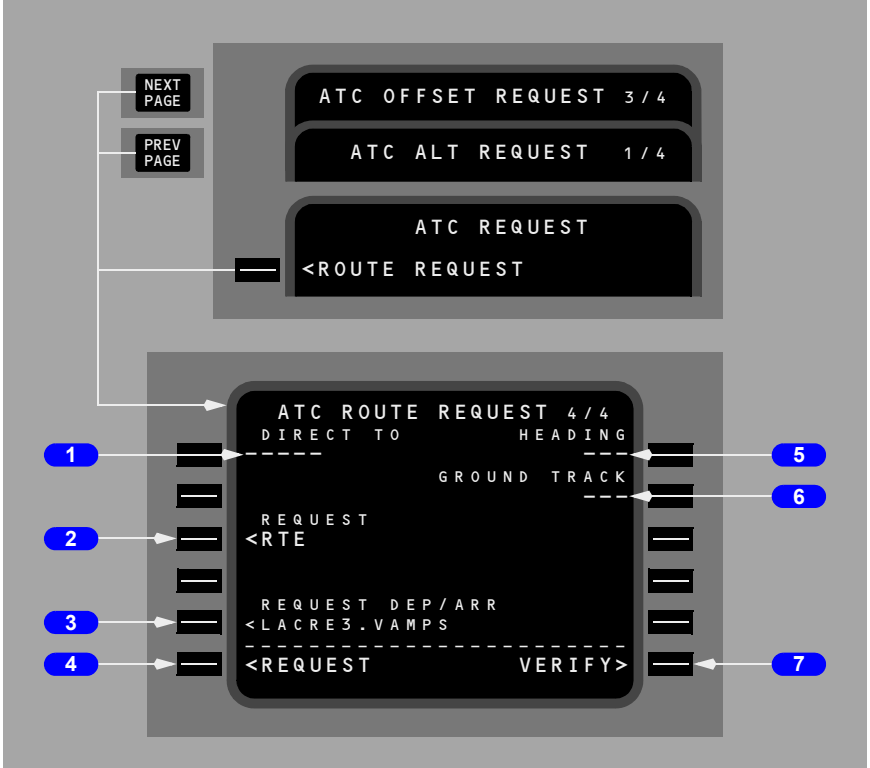 NEXT
PAGE
ATC OFFSET REQUEST 3/4
PREV
PAGE
ATC ALT REQUEST 1/4
ATC REQUEST
<ROUTE REQUEST
ATC ROUTE REQUEST 4/4
DIRECT TO HEADING
1 ----- --- 5
GROUND TRACK
--- 6
REQUEST
2 <RTE
REQUEST DEP/ARR
3 <LACRE3.VAMPS
------------------------
4 <REQUEST VERIFY> 7